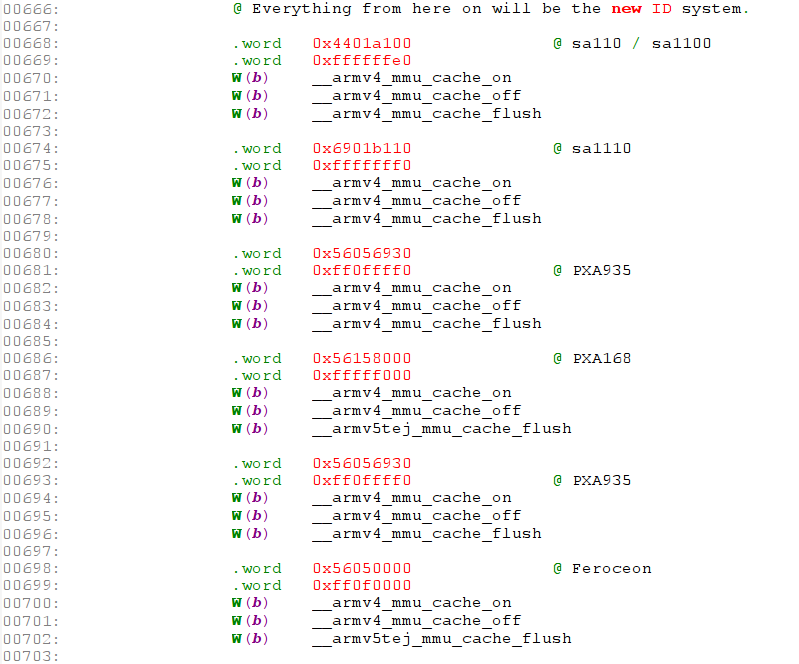 00666: @ Everything from here on will be the new ID system.
00667:
00668: .word 0x4401a100 @ sa110 / sa1100
00669: .word 0xffffffe0
00670: W(b) __armv4_mmu_cache_on
00671: W(b) __armv4_mmu_cache_off
00672: W(b) __armv4_mmu_cache_flush
00673:
00674: .word 0x6901b110 @ sa1110
00675: .word 0xfffffff0
00676: W(b) __armv4_mmu_cache_on
00677: W(b) __armv4_mmu_cache_off
00678: W(b) __armv4_mmu_cache_flush
00679:
00680: .word 0x56056930
00681: .word 0xff0ffff0 @ PXA935
00682: W(b) __armv4_mmu_cache_on
00683: W(b) __armv4_mmu_cache_off
00684: W(b) __armv4_mmu_cache_flush
00685:
00686: .word 0x56158000 @ PXA168
00687: .word 0xfffff000
00688: W(b) __armv4_mmu_cache_on
00689: W(b) __armv4_mmu_cache_off
00690: W(b) __armv5tej_mmu_cache_flush
00691:
00692: .word 0x56056930
00693: .word 0xff0ffff0 @ PXA935
00694: W(b) __armv4_mmu_cache_on
00695: W(b) __armv4_mmu_cache_off
00696: W(b) __armv4_mmu_cache_flush
00697:
00698: .word 0x56050000 @ Feroceon
00699: .word 0xff0f0000
00700: W(b) __armv4_mmu_cache_on
00701: W(b) __armv4_mmu_cache_off
00702: W(b) __armv5tej_mmu_cache_flush
00703: